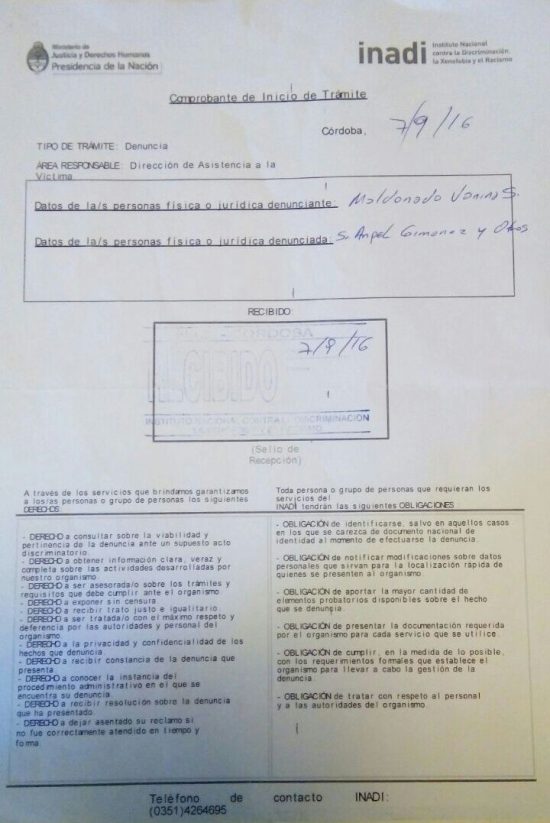 Ministerio de
Justicia y Derechos Humanos
Presidencia de la Nación
inadi
Instituto Nacional
contra la Discriminación,
la Xenofobia y el Racismo
Comprobante de Inicio de Trámite
Córdoba, 7/9/16
TIPO DE TRÁMITE: Denuncia
ÁREA RESPONSABLE: Dirección de Asistencia a la
Víctima
Datos de la/s personas física o jurídica denunciante: Maldonado Vanina S.
Datos de la/s personas física o jurídica denunciada: S. Angel Gimenez y Otros
RECIBIDO:
CORDOBA
7/9/16
RECIBIDO
INSTITUTO NACIONAL CONTRA LA DISCRIMINACIÓN
(Sello de
Recepción)
A través de los servicios que brindamos garantizamos
a los/as persona o grupo de personas los siguientes
DERECHOS:
- DERECHO a consultar sobre la viabilidad y
pertinencia de la denuncia ante un supuesto acto
discriminatorio.
- DERECHO a obtener información clara, veraz y
completa sobre las actividades desarrolladas por
nuestro organismo.
- DERECHO a ser asesorada/o sobre los trámites y
requisitos que debe cumplir ante el organismo.
- DERECHO a exponer sin censura.
- DERECHO a recibir trato justo e igualitario.
- DERECHO a ser tratada/o con el máximo respeto y
deferencia por las autoridades y personal del
organismo.
- DERECHO a la privacidad y confidencialidad de los
hechos que denuncia.
- DERECHO a recibir constancia de la denuncia que
presenta.
- DERECHO a conocer la instancia del
procedimiento administrativo en el que se
encuentra su denuncia.
- DERECHO a recibir resolución sobre la denuncia
que ha presentado.
- DERECHO a dejar asentado su reclamo si
no fue correctamente atendido en tiempo y
forma.
Toda persona o grupo de personas que requieran los
servicios del
INADI tendrán las siguientes OBLIGACIONES:
- OBLIGACIÓN de identificarse, salvo en aquellos casos
en los que se carezca de documento nacional de
identidad al momento de efectuarse la denuncia.
- OBLIGACIÓN de notificar modificaciones sobre datos
personales que sirvan para la localización rápida de
quienes se presenten al organismo.
- OBLIGACIÓN de aportar la mayor cantidad de
elementos probatorios disponibles sobre el hecho
que se denuncia.
- OBLIGACIÓN de presentar la documentación requerida
por el organismo para cada servicio que se utilice.
- OBLIGACIÓN de cumplir, en la medida de lo posible,
con los requerimientos formales que establece el
organismo para llevar a cabo la gestión de la
denuncia.
- OBLIGACIÓN de tratar con respeto al personal
y a las autoridades del organismo.
Teléfono de contacto INADI:
(0351)4264695